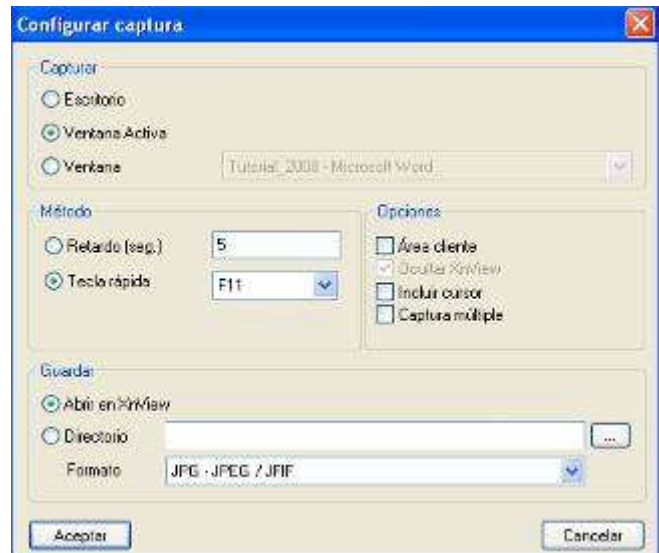 Configurar captura
Capturar
Escritorio
Ventana Activa
Ventana Tutorial_2008 - Microsoft Word
Método
Retardo (seg.) 5
Tecla rápida F11
Opciones
Área cliente
Ocultar XnView
Incluir cursor
Captura múltiple
Guardar
Abrir en XnView
Directorio ...
Formato JPG - JPEG / JFIF
Aceptar Cancelar